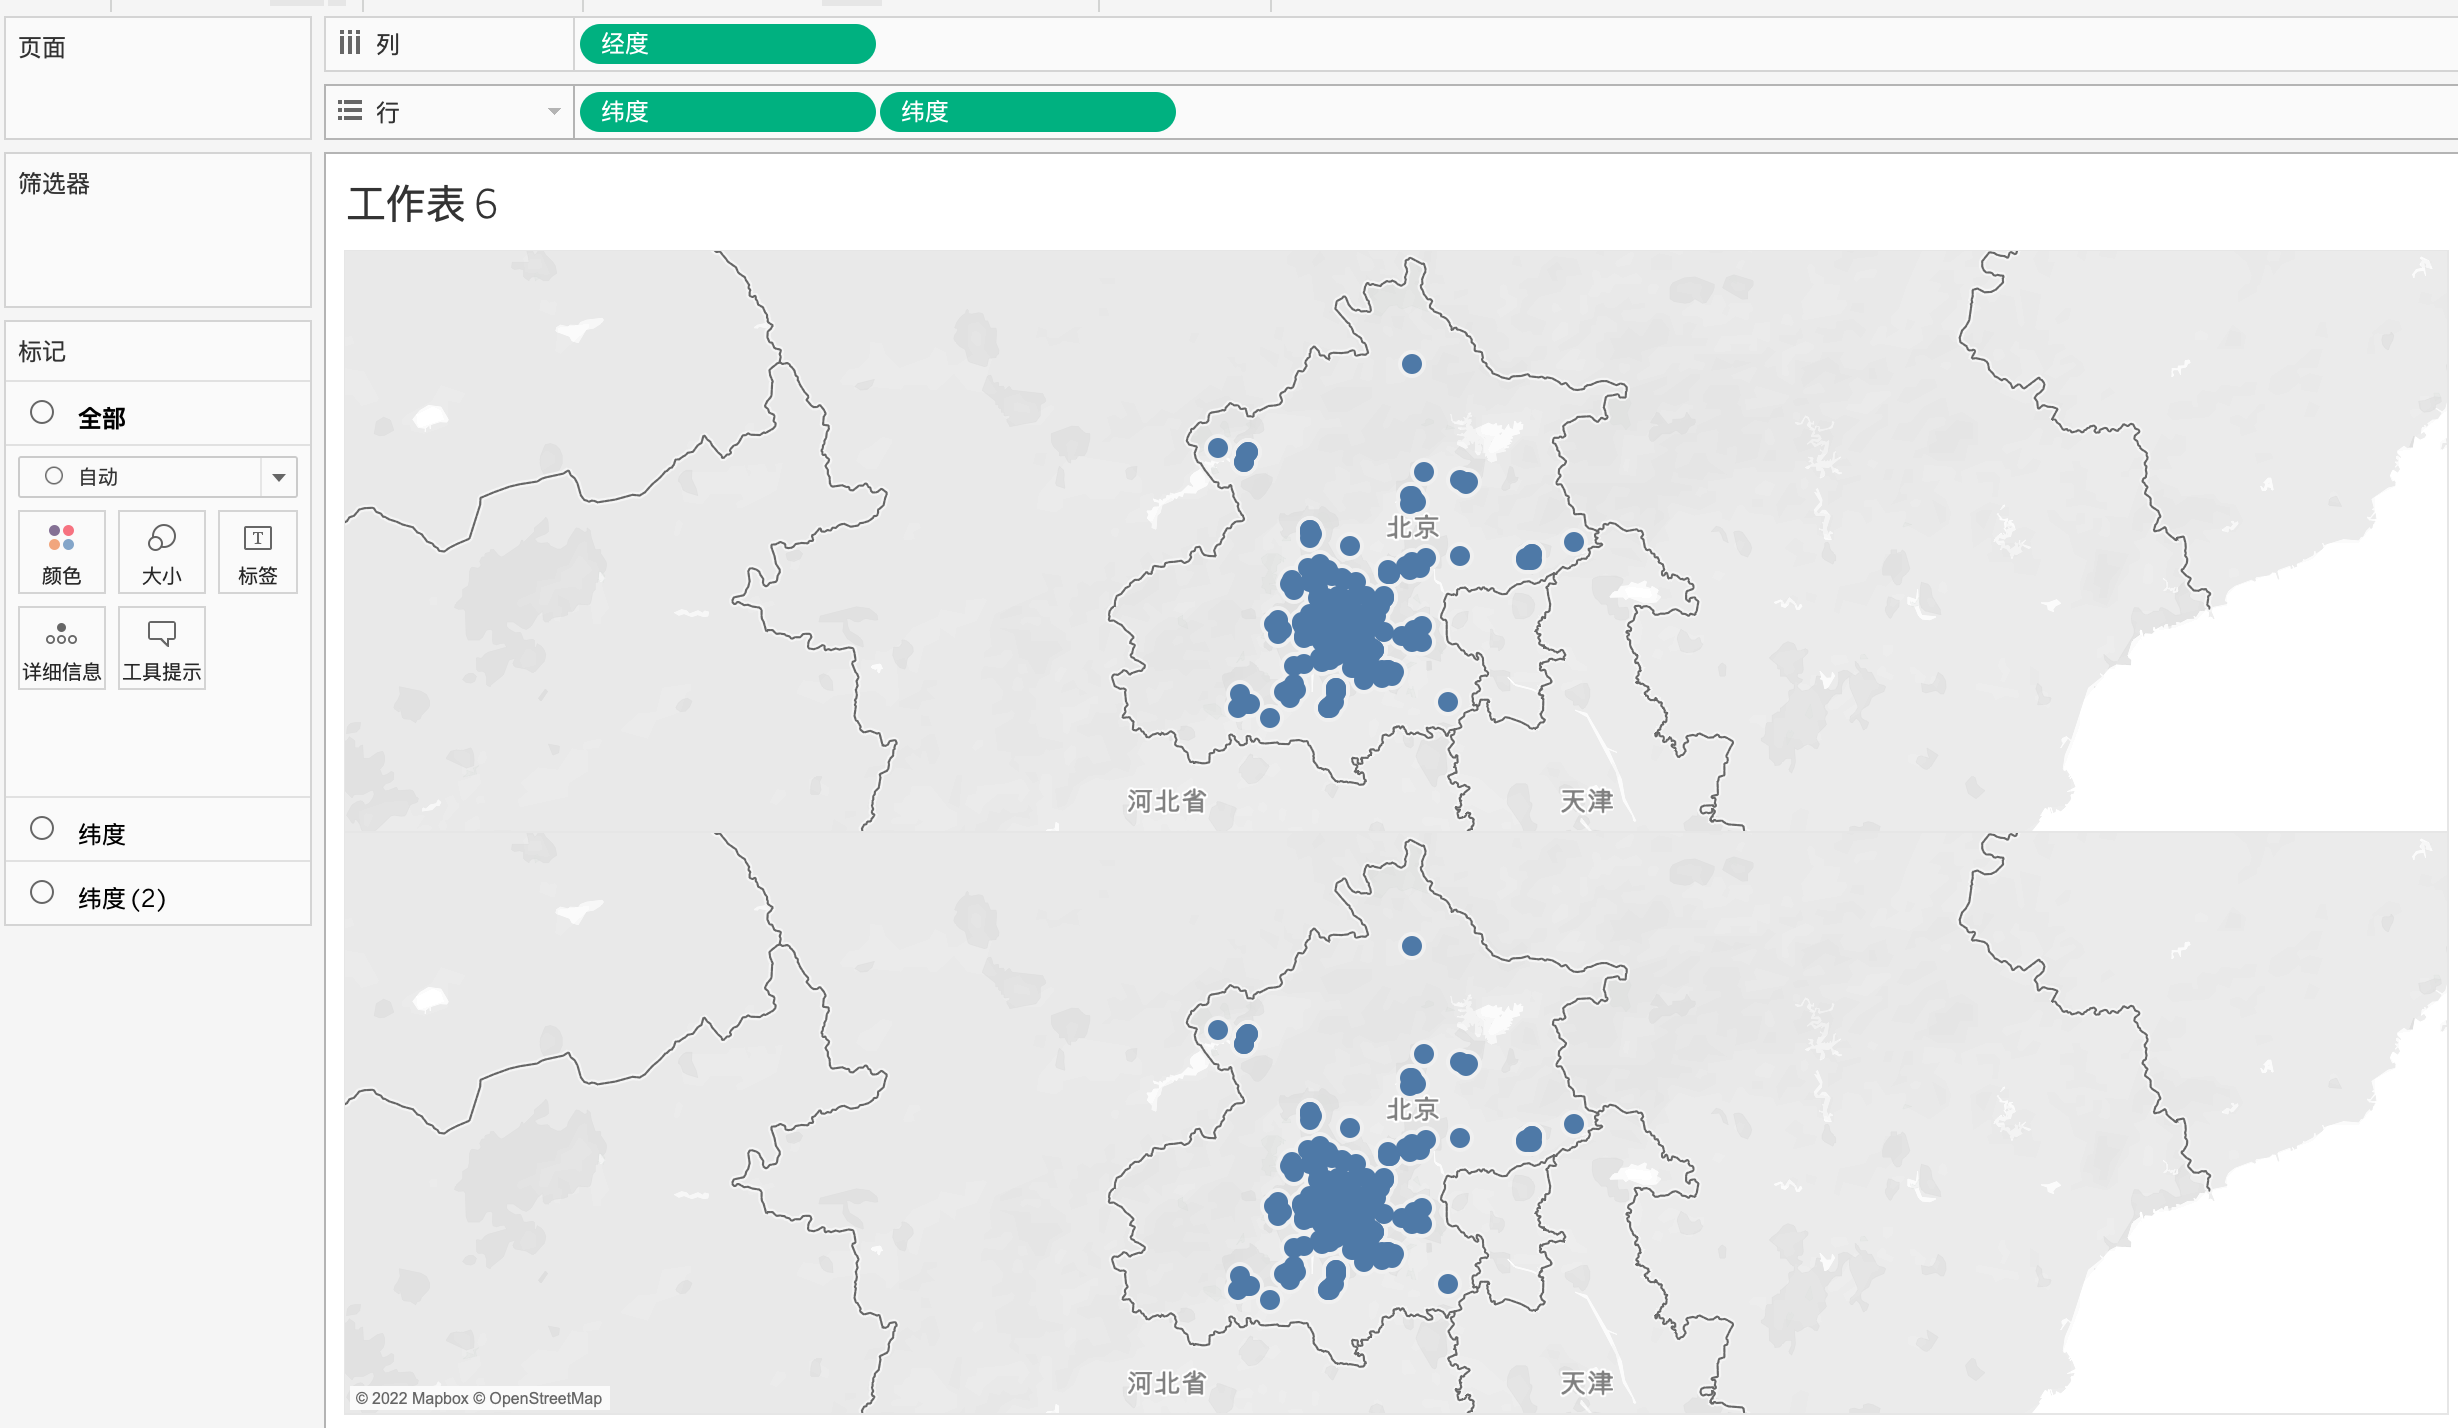 页面
列
经度
行
纬度
纬度
筛选器
标记
全部
自动
颜色
大小
标签
详细信息
工具提示
纬度
纬度 (2)
工作表 6
北京
河北省
天津
北京
河北省
天津
© 2022 Mapbox © OpenStreetMap